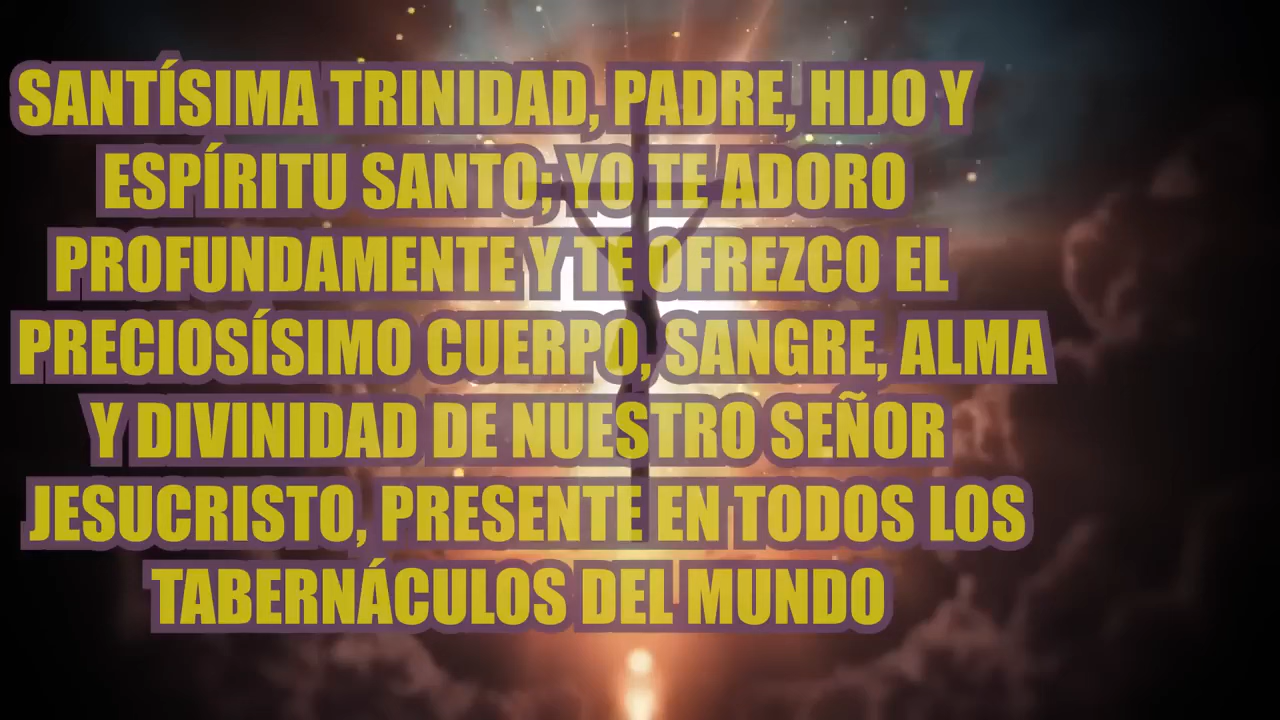 SANTÍSIMA TRINIDAD, PADRE, HIJO Y
ESPÍRITU SANTO; YO TE ADORO
PROFUNDAMENTE Y TE OFREZCO EL
PRECIOSÍSIMO CUERPO, SANGRE, ALMA
Y DIVINIDAD DE NUESTRO SEÑOR
JESUCRISTO, PRESENTE EN TODOS LOS
TABERNÁCULOS DEL MUNDO